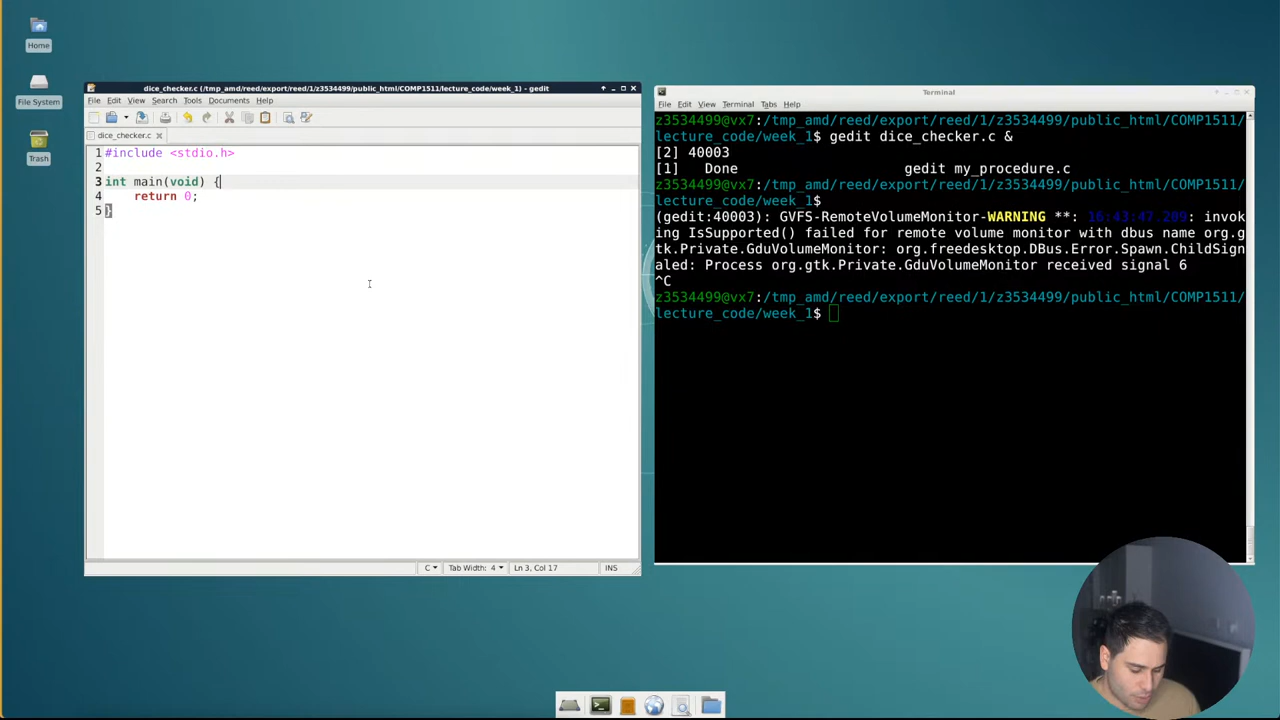 Home
File System
Trash
dice_checker.c (/tmp_amd/reed/export/reed/1/z3534499/public_html/COMP1511/lecture_code/week_1) - gedit
File Edit View Search Tools Documents Help
dice_checker.c
1 #include <stdio.h>
2
3 int main(void) {
4     return 0;
5 }
C Tab Width: 4 Ln 3, Col 17 INS
Terminal
File Edit View Terminal Tabs Help
z3534499@vx7:/tmp_amd/reed/export/reed/1/z3534499/public_html/COMP1511/
lecture_code/week_1$ gedit dice_checker.c &
[2] 40003
[1]   Done                    gedit my_procedure.c
z3534499@vx7:/tmp_amd/reed/export/reed/1/z3534499/public_html/COMP1511/
lecture_code/week_1$
(gedit:40003): GVFS-RemoteVolumeMonitor-WARNING **: 16:43:47.209: invok
ing IsSupported() failed for remote volume monitor with dbus name org.g
tk.Private.GduVolumeMonitor: org.freedesktop.DBus.Error.Spawn.ChildSign
aled: Process org.gtk.Private.GduVolumeMonitor received signal 6
^C
z3534499@vx7:/tmp_amd/reed/export/reed/1/z3534499/public_html/COMP1511/
lecture_code/week_1$